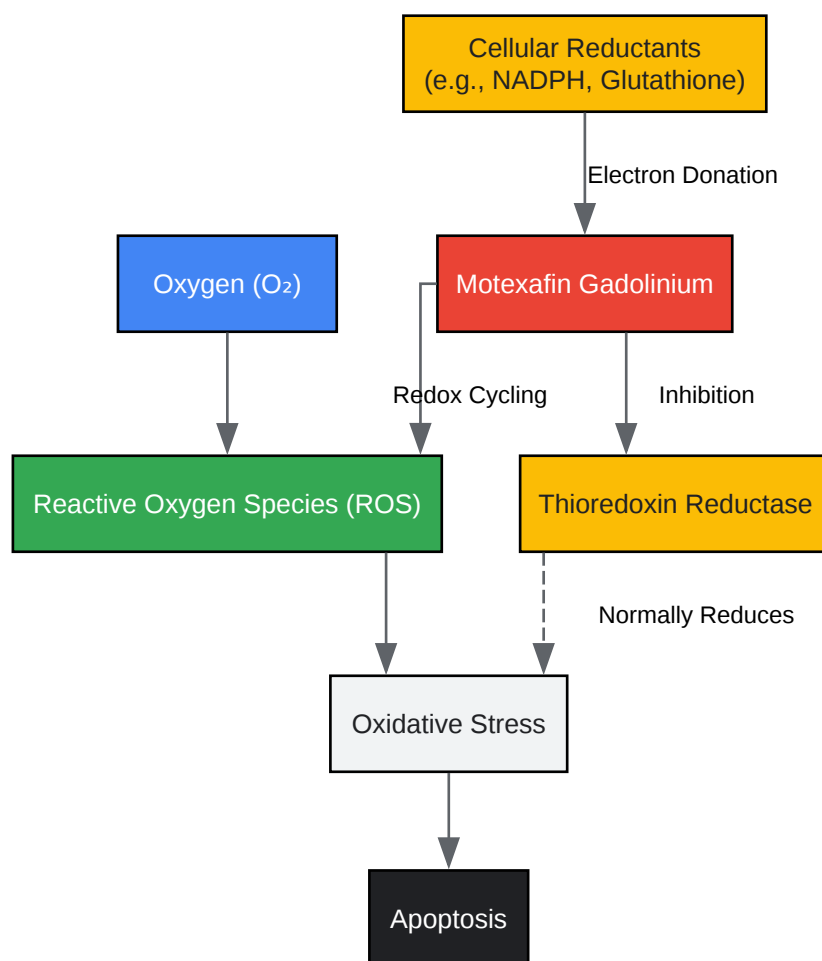 Cellular Reductants
(e.g., NADPH, Glutathione)
Electron Donation
Oxygen (O₂)
Motexafin Gadolinium
Redox Cycling
Inhibition
Reactive Oxygen Species (ROS)
Thioredoxin Reductase
Normally Reduces
Oxidative Stress
Apoptosis